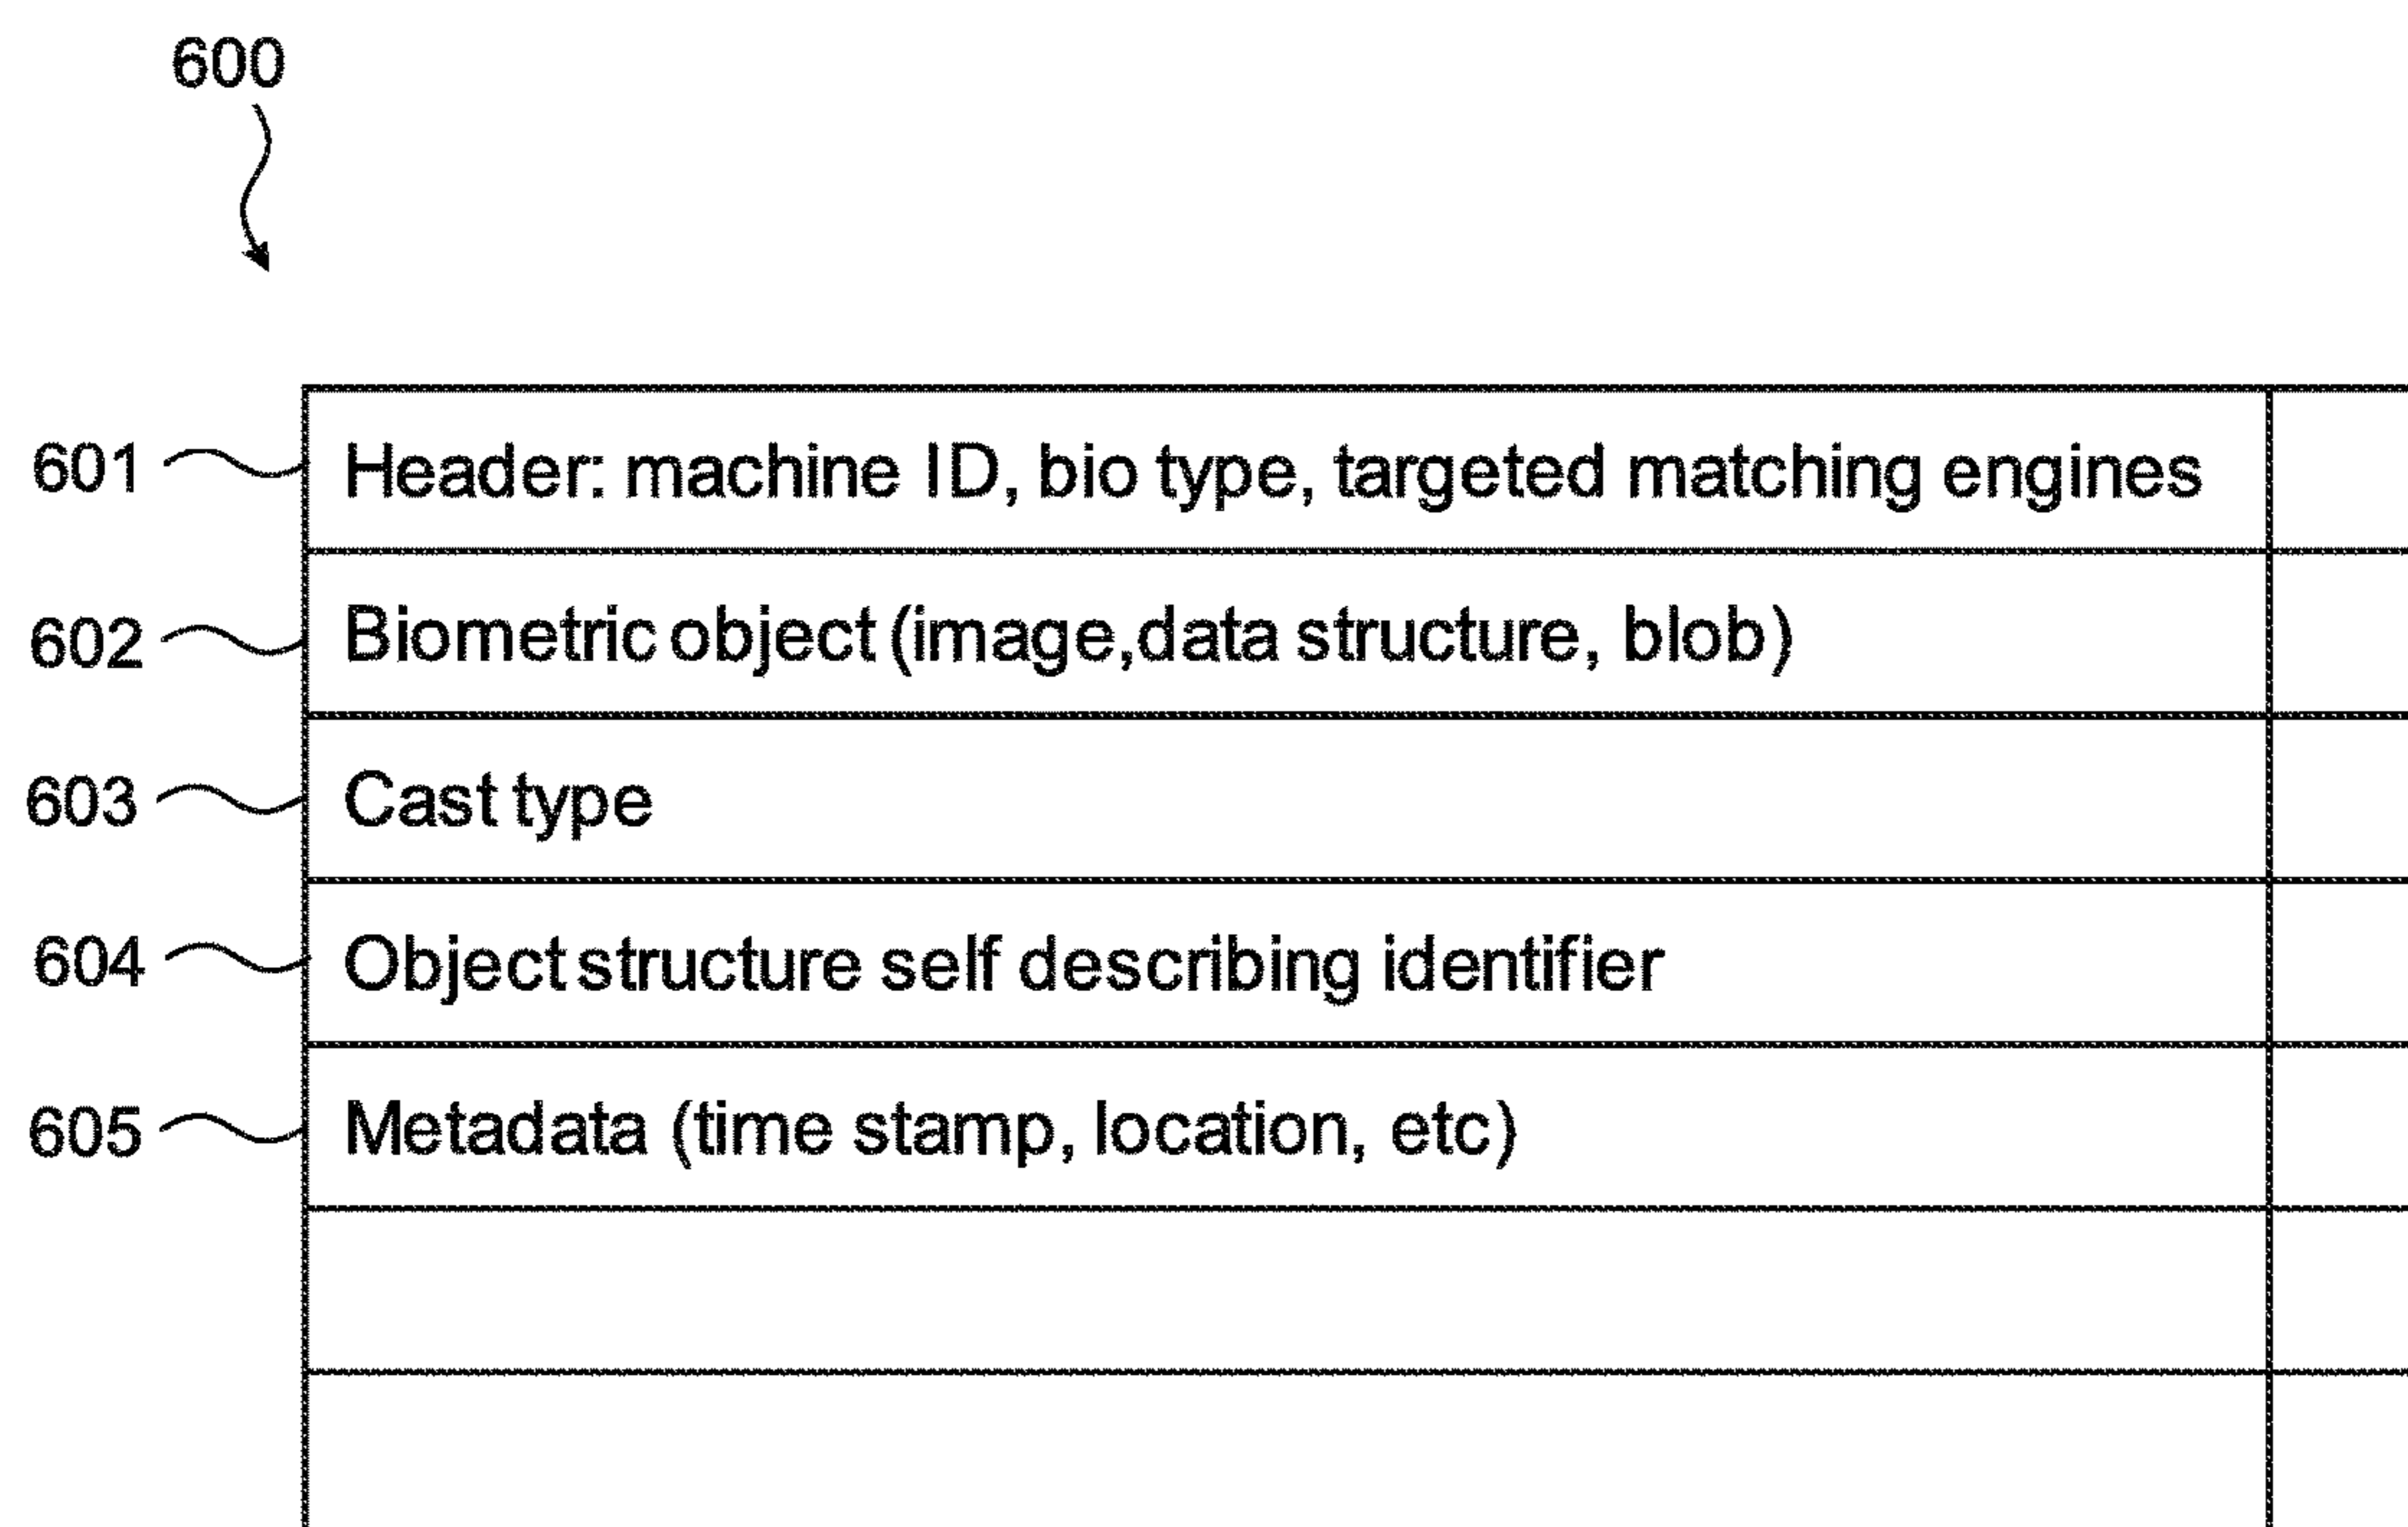 600
601 Header: machine ID, bio type, targeted matching engines
602 Biometric object (image,data structure, blob)
603 Cast type
604 Object structure self describing identifier
605 Metadata (time stamp, location, etc)